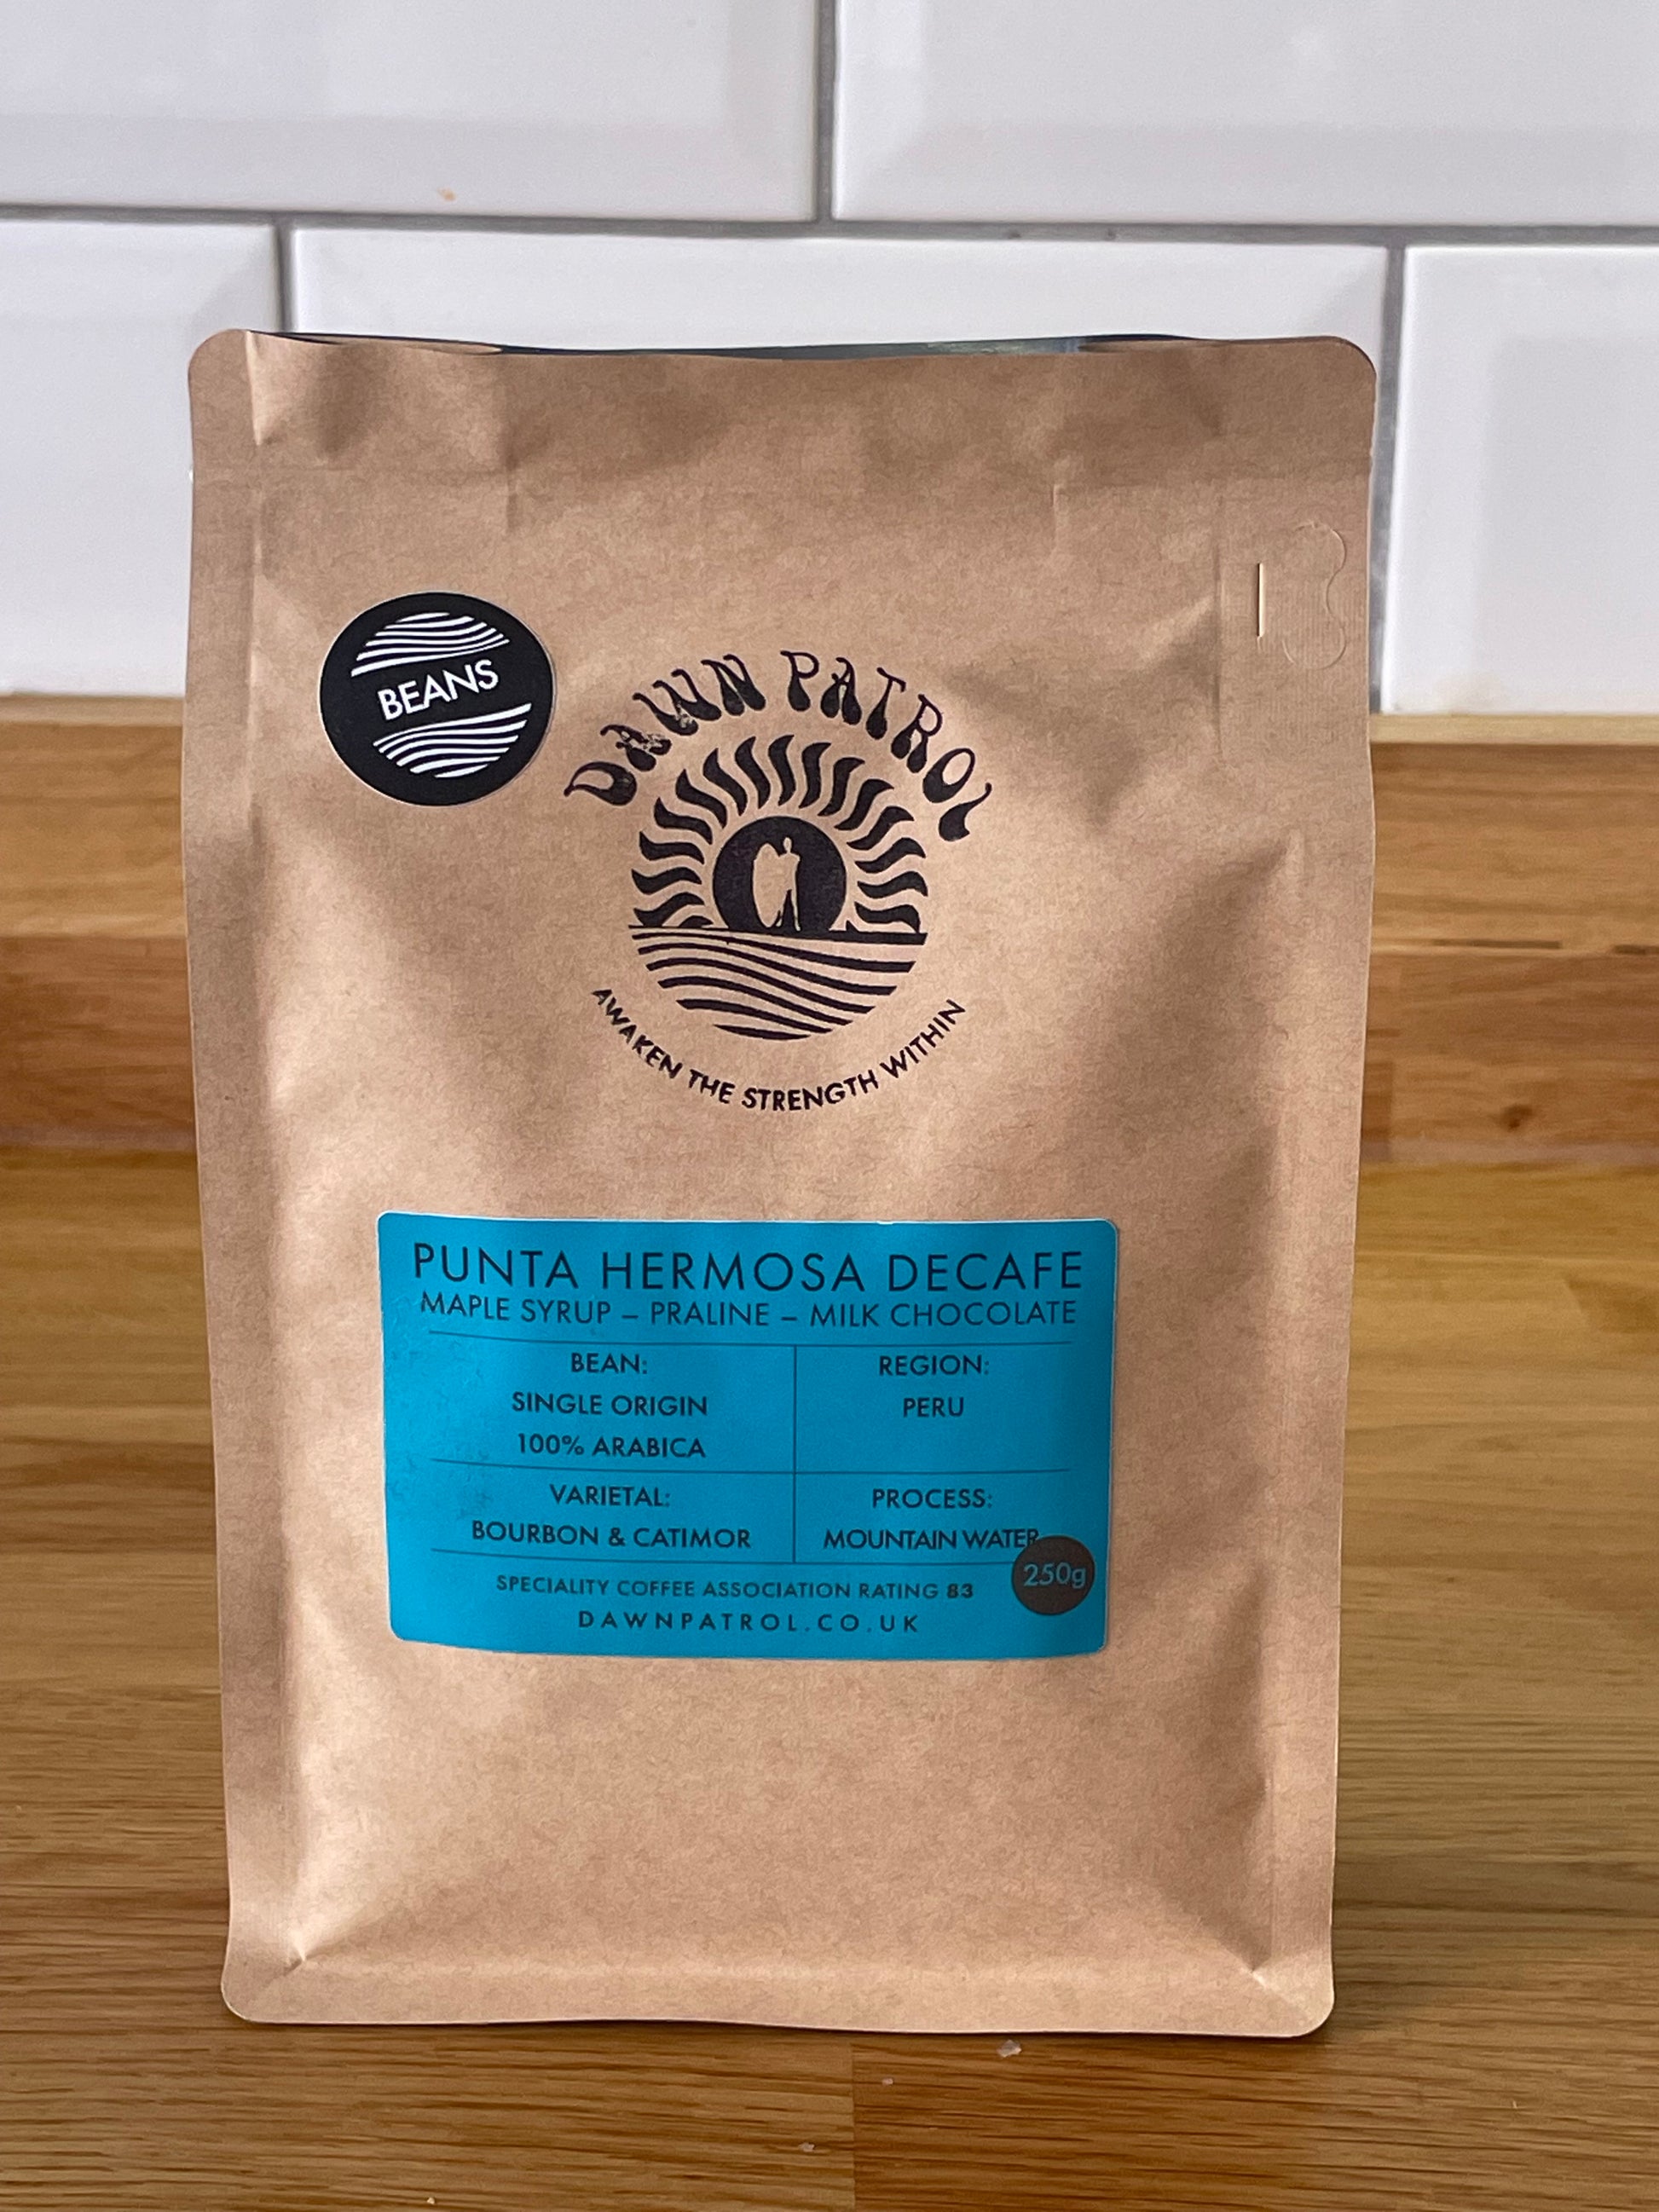 BEANS
DAWN PATROL
AWAKEN THE STRENGTH WITHIN
PUNTA HERMOSA DECAFE
MAPLE SYRUP – PRALINE – MILK CHOCOLATE
BEAN:
SINGLE ORIGIN
100% ARABICA
REGION:
PERU
VARIETAL:
BOURBON & CATIMOR
PROCESS:
MOUNTAIN WATER
250g
SPECIALITY COFFEE ASSOCIATION RATING 83
DAWNPATROL.CO.UK